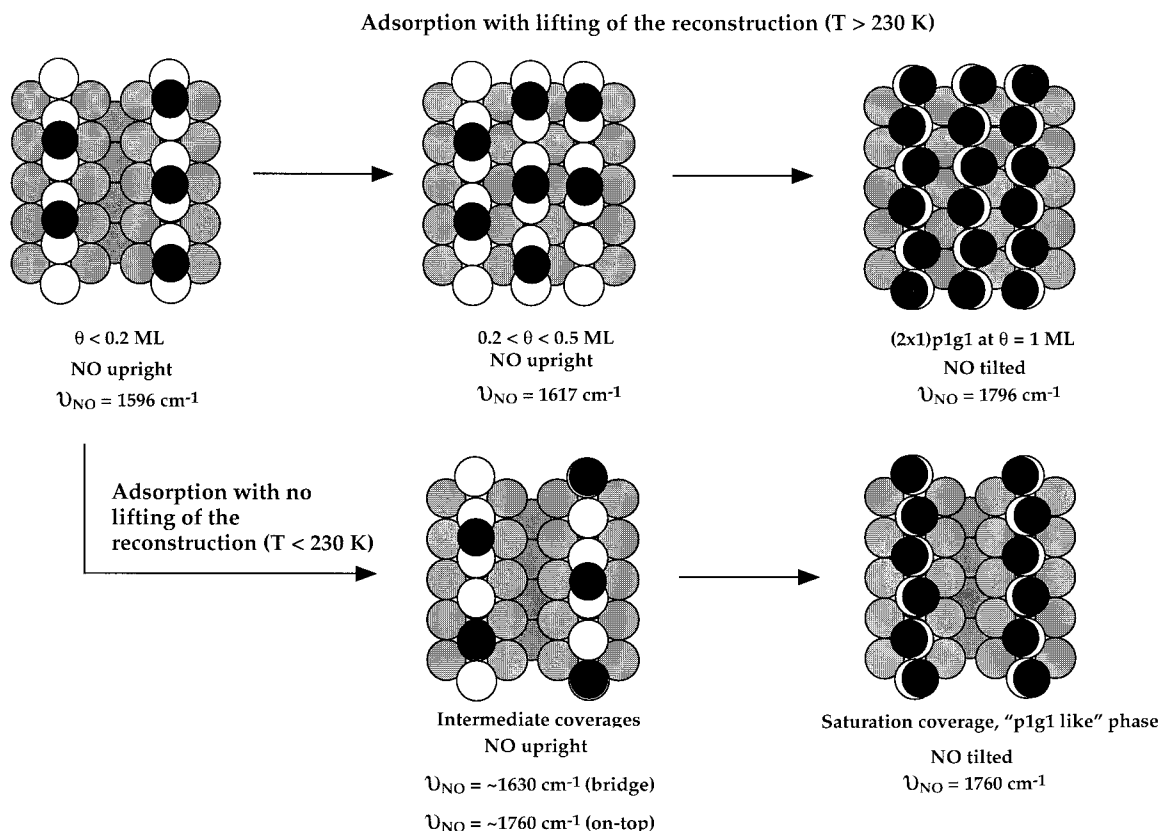 Adsorption with lifting of the reconstruction (T > 230 K)
θ < 0.2 ML
NO upright
υNO = 1596 cm-1
0.2 < θ < 0.5 ML
NO upright
υNO = 1617 cm-1
(2x1)p1g1 at θ = 1 ML
NO tilted
υNO = 1796 cm-1
Adsorption with no
lifting of the
reconstruction (T < 230 K)
Intermediate coverages
NO upright
υNO = ~1630 cm-1 (bridge)
υNO = ~1760 cm-1 (on-top)
Saturation coverage, “p1g1 like” phase
NO tilted
υNO = 1760 cm-1